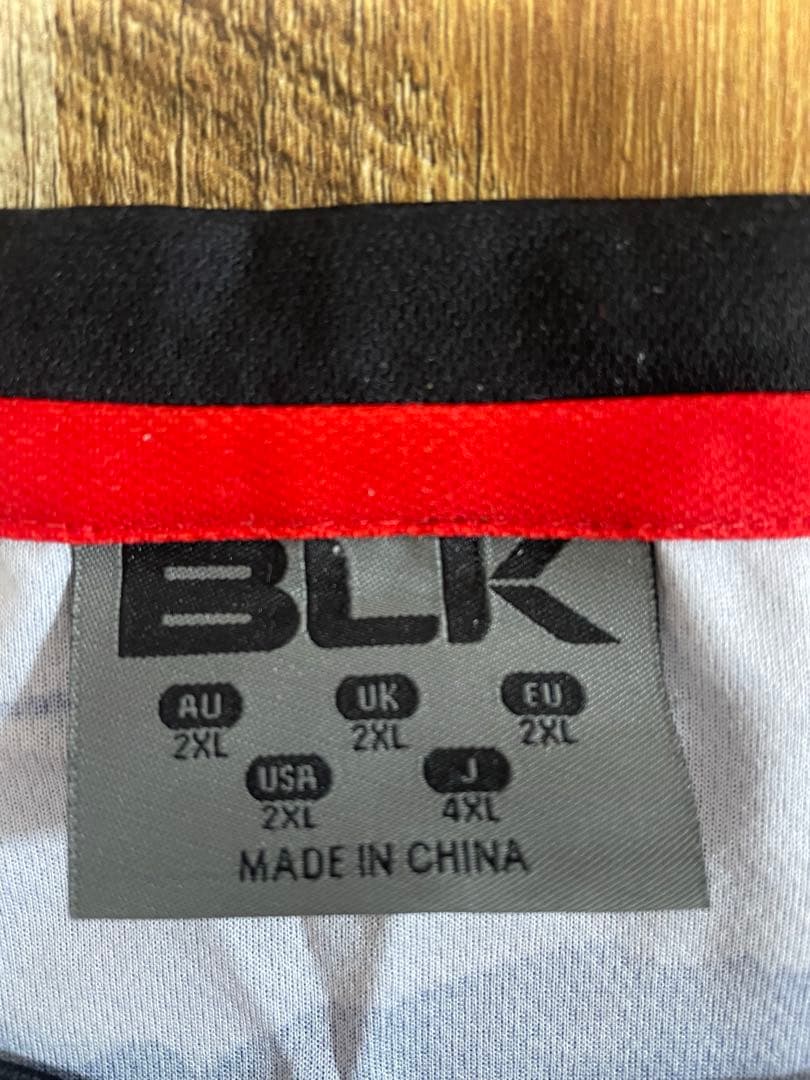 BLK
AU UK EU
2XL 2XL 2XL
USA J
2XL 4XL
MADE IN CHINA